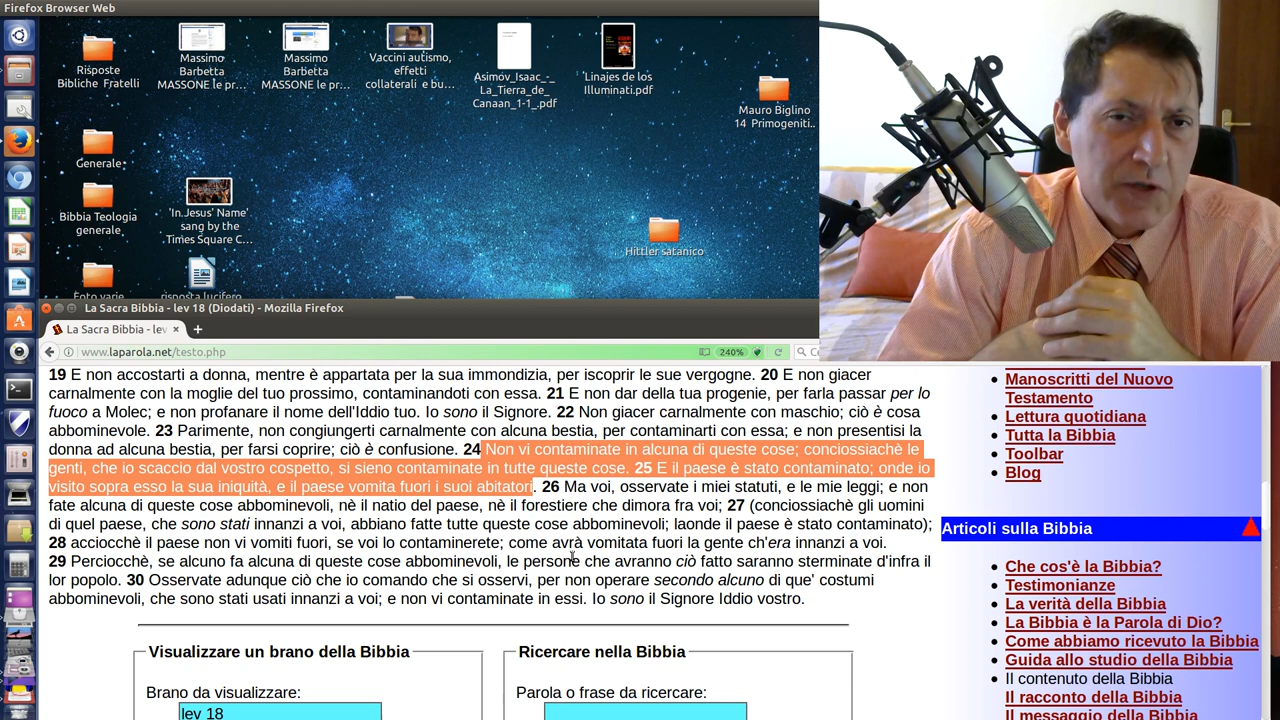 Firefox Browser Web
Risposte
Bibliche Fratelli
Massimo
Barbetta
MASSONE le pr...
Massimo
Barbetta
MASSONE le pr...
Vaccini autismo,
effetti
collaterali e bu...
Asimov_Isaac_-_
La_Tierra_de_
Canaan_1-1_.pdf
Linajes de los
Illuminati.pdf
Mauro Biglino
14 Primogeniti..
Generale
Bibbia Teologia
generale
'In Jesus' Name'
sang by the
Times Square C...
Hittler satanico
Foto varie
risposta lucifero
La Sacra Bibbia - lev 18 (Diodati) - Mozilla Firefox
La Sacra Bibbia - lev
www.laparola.net/testo.php
240%
19 E non accostarti a donna, mentre è appartata per la sua immondizia, per iscoprir le sue vergogne. 20 E non giacer
carnalmente con la moglie del tuo prossimo, contaminandoti con essa. 21 E non dar della tua progenie, per farla passar per lo
fuoco a Molec; e non profanare il nome dell'Iddio tuo. Io sono il Signore. 22 Non giacer carnalmente con maschio; ciò è cosa
abbominevole. 23 Parimente, non congiungerti carnalmente con alcuna bestia, per contaminarti con essa; e non presentisi la
donna ad alcuna bestia, per farsi coprire; ciò è confusione. 24 Non vi contaminate in alcuna di queste cose; conciossiachè le
genti, che io scaccio dal vostro cospetto, si sieno contaminate in tutte queste cose. 25 E il paese è stato contaminato; onde io
visito sopra esso la sua iniquità, e il paese vomita fuori i suoi abitatori. 26 Ma voi, osservate i miei statuti, e le mie leggi; e non
fate alcuna di queste cose abbominevoli, nè il natio del paese, nè il forestiere che dimora fra voi; 27 (conciossiachè gli uomini
di quel paese, che sono stati innanzi a voi, abbiano fatte tutte queste cose abbominevoli; laonde il paese è stato contaminato);
28 acciocchè il paese non vi vomiti fuori, se voi lo contaminerete; come avrà vomitata fuori la gente ch'era innanzi a voi.
29 Perciocchè, se alcuno fa alcuna di queste cose abbominevoli, le persone che avranno ciò fatto saranno sterminate d'infra il
lor popolo. 30 Osservate adunque ciò che io comando che si osservi, per non operare secondo alcuno di que' costumi
abbominevoli, che sono stati usati innanzi a voi; e non vi contaminate in essi. Io sono il Signore Iddio vostro.
Visualizzare un brano della Bibbia
Brano da visualizzare:
lev 18
Ricercare nella Bibbia
Parola o frase da ricercare:
Manoscritti del Nuovo
Testamento
Lettura quotidiana
Tutta la Bibbia
Toolbar
Blog
Articoli sulla Bibbia
Che cos'è la Bibbia?
Testimonianze
La verità della Bibbia
La Bibbia è la Parola di Dio?
Come abbiamo ricevuto la Bibbia
Guida allo studio della Bibbia
Il contenuto della Bibbia
Il racconto della Bibbia
Il messaggio della Bibbia